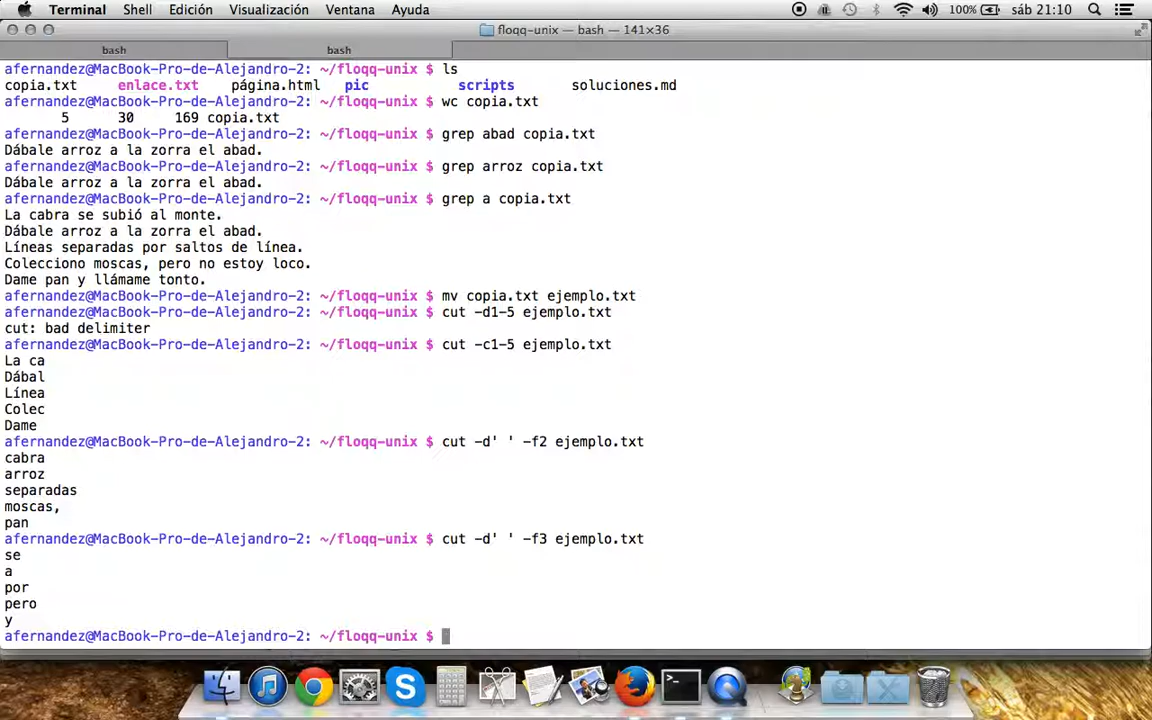 Terminal Shell Edición Visualización Ventana Ayuda 100% sáb 21:10
floqq-unix — bash — 141×36
bash bash
afernandez@MacBook-Pro-de-Alejandro-2: ~/floqq-unix $ ls
copia.txt enlace.txt página.html pic scripts soluciones.md
afernandez@MacBook-Pro-de-Alejandro-2: ~/floqq-unix $ wc copia.txt
5 30 169 copia.txt
afernandez@MacBook-Pro-de-Alejandro-2: ~/floqq-unix $ grep abad copia.txt
Dábale arroz a la zorra el abad.
afernandez@MacBook-Pro-de-Alejandro-2: ~/floqq-unix $ grep arroz copia.txt
Dábale arroz a la zorra el abad.
afernandez@MacBook-Pro-de-Alejandro-2: ~/floqq-unix $ grep a copia.txt
La cabra se subió al monte.
Dábale arroz a la zorra el abad.
Líneas separadas por saltos de línea.
Colecciono moscas, pero no estoy loco.
Dame pan y llámame tonto.
afernandez@MacBook-Pro-de-Alejandro-2: ~/floqq-unix $ mv copia.txt ejemplo.txt
afernandez@MacBook-Pro-de-Alejandro-2: ~/floqq-unix $ cut -d1-5 ejemplo.txt
cut: bad delimiter
afernandez@MacBook-Pro-de-Alejandro-2: ~/floqq-unix $ cut -c1-5 ejemplo.txt
La ca
Dábal
Línea
Colec
Dame
afernandez@MacBook-Pro-de-Alejandro-2: ~/floqq-unix $ cut -d' ' -f2 ejemplo.txt
cabra
arroz
separadas
moscas,
pan
afernandez@MacBook-Pro-de-Alejandro-2: ~/floqq-unix $ cut -d' ' -f3 ejemplo.txt
se
a
por
pero
y
afernandez@MacBook-Pro-de-Alejandro-2: ~/floqq-unix $